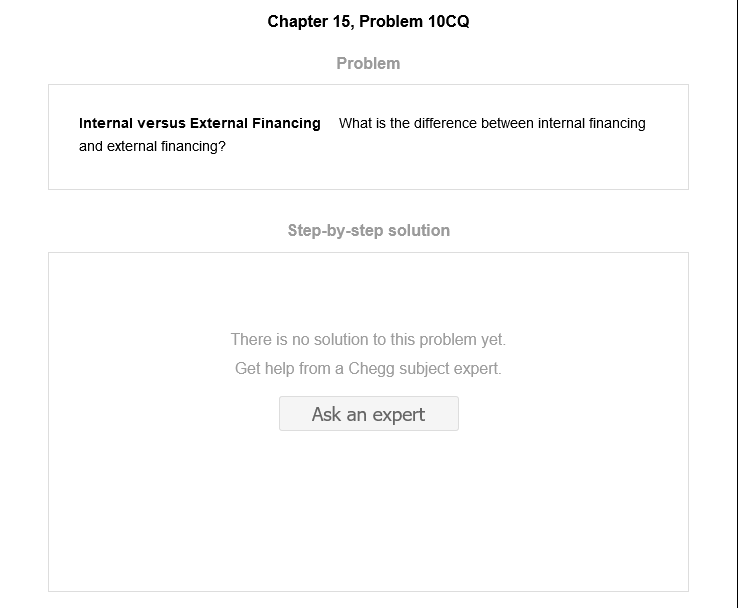 Chapter 15, Problem 10CQ
Problem
Internal versus External Financing What is the difference between internal financing
and external financing?
Step-by-step solution
There is no solution to this problem yet.
Get help from a Chegg subject expert.
Ask an expert